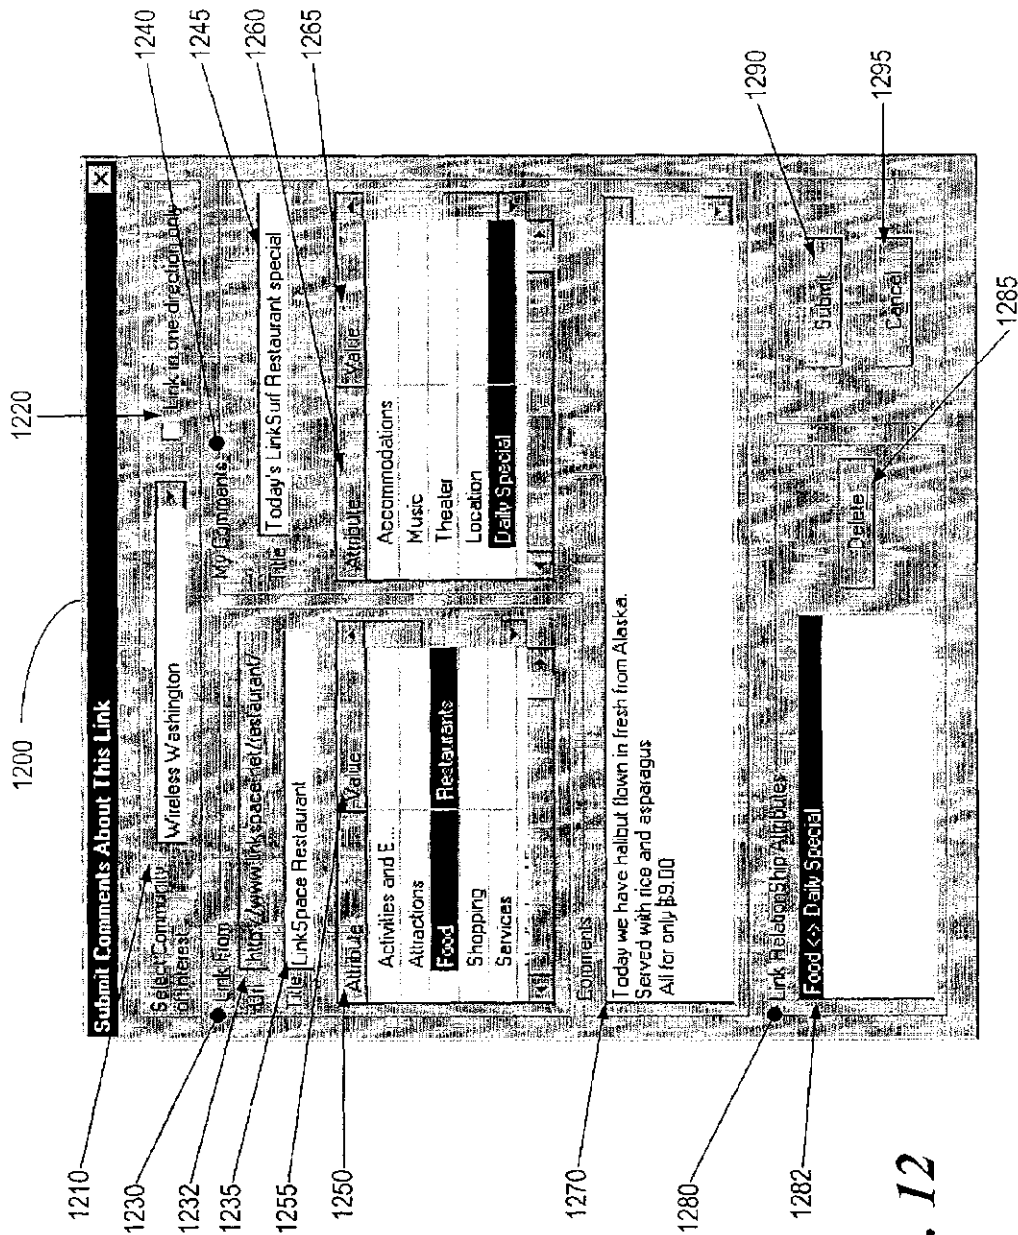 1200
1220
1240
1245
1260
1265
Submit Comments About This Link
Select Community
of Interest
Wireless Washington
Link in one direction only
Link From
Url
http://www.linkspace.net/restaurant/
Title
LinkSpace Restaurant
Attribute
Value
Activities and E...
Attractions
Food
Restaurants
Shopping
Services
My Comments
Title
Today's LinkSurf Restaurant special
Attribute
Value
Accommodations
Music
Theater
Location
Daily Special
Comments
Today we have halibut flown in fresh from Alaska.
Served with rice and asparagus
All for only $9.00
Link RelationShip Attributes
Food <-> Daily Special
Delete
Submit
Cancel
1210
1230
1232
1235
1255
1250
1270
1280
1282
1290
1295
1285
. 12